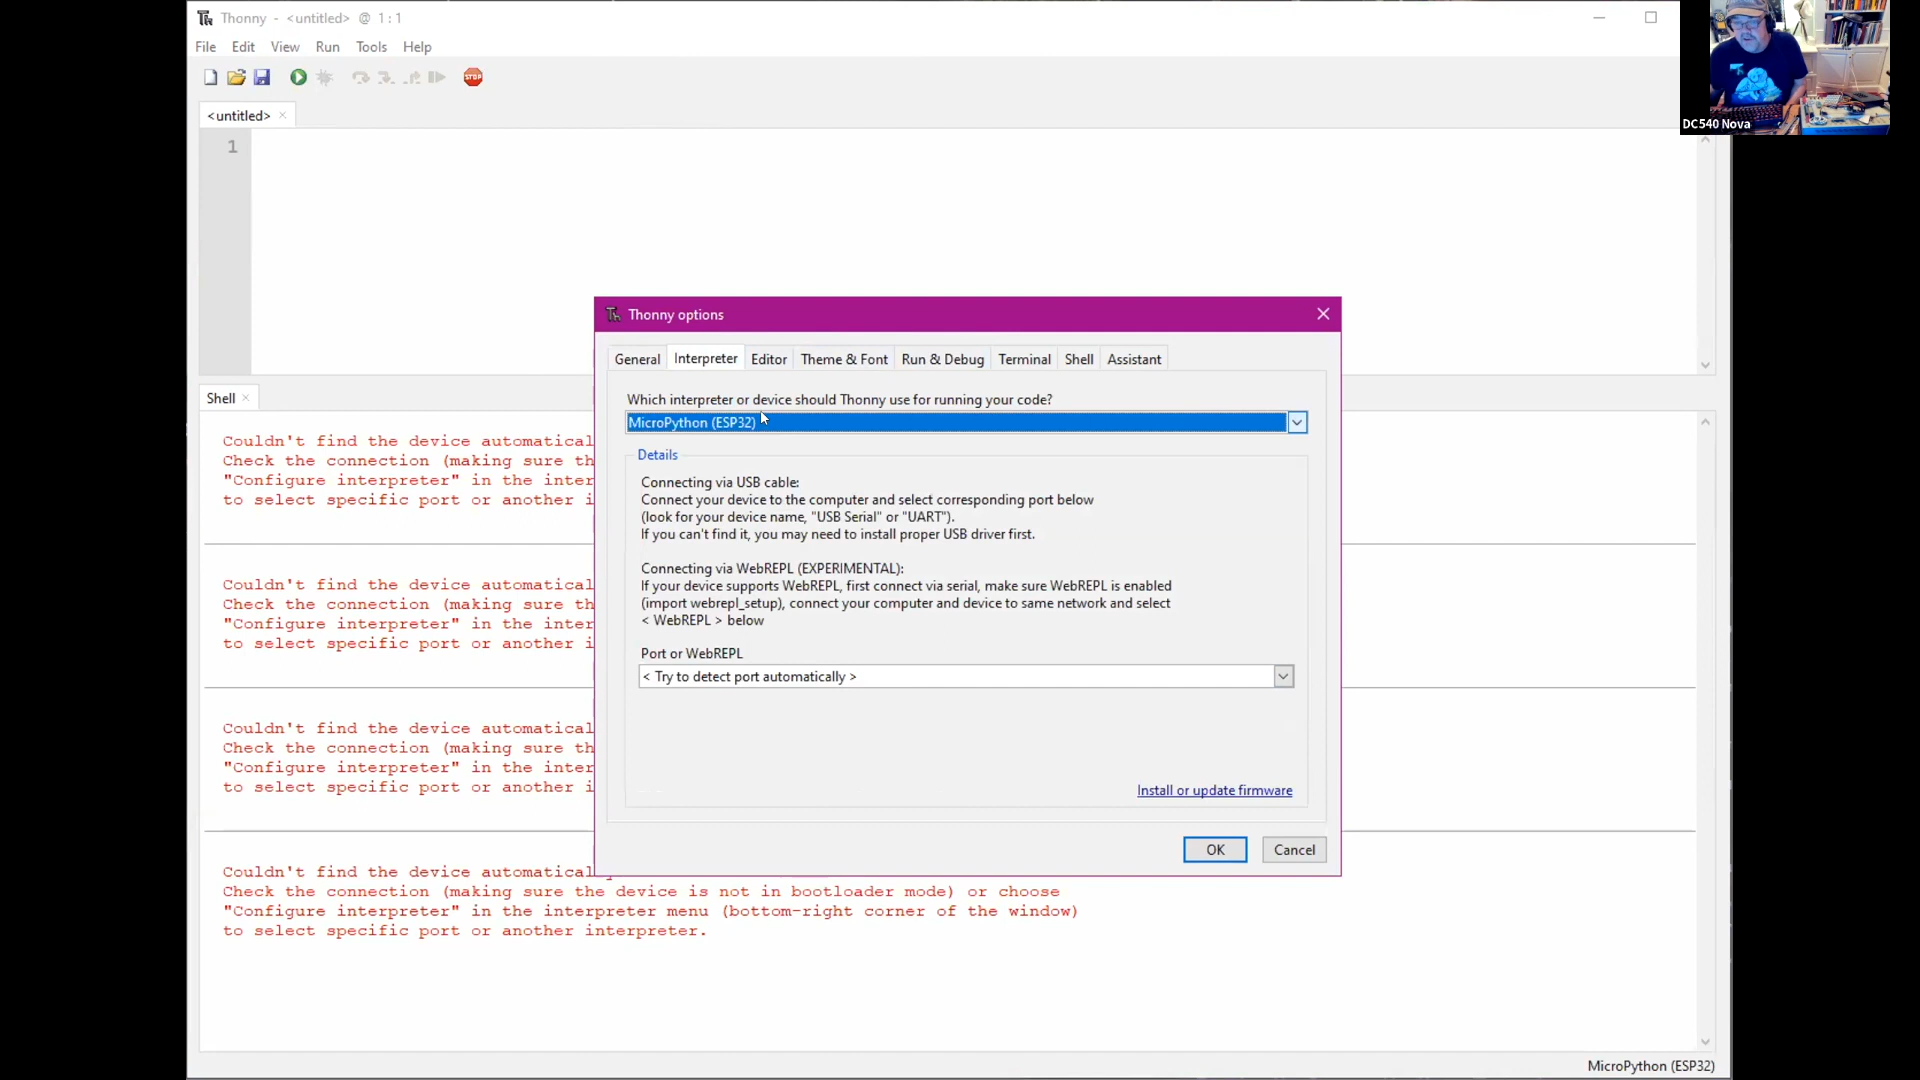 Thonny - <untitled> @ 1 : 1
File Edit View Run Tools Help
STOP
<untitled>
1
DC540 Nova
Thonny options
General Interpreter Editor Theme & Font Run & Debug Terminal Shell Assistant
Which interpreter or device should Thonny use for running your code?
MicroPython (ESP32)
Details
Connecting via USB cable:
Connect your device to the computer and select corresponding port below
(look for your device name, "USB Serial" or "UART").
If you can't find it, you may need to install proper USB driver first.
Connecting via WebREPL (EXPERIMENTAL):
If your device supports WebREPL, first connect via serial, make sure WebREPL is enabled
(import webrepl_setup), connect your computer and device to same network and select
< WebREPL > below
Port or WebREPL
< Try to detect port automatically >
Install or update firmware
OK Cancel
Shell
Couldn't find the device automatical
Check the connection (making sure th
"Configure interpreter" in the inter
to select specific port or another i
Couldn't find the device automatical
Check the connection (making sure th
"Configure interpreter" in the inter
to select specific port or another i
Couldn't find the device automatical
Check the connection (making sure th
"Configure interpreter" in the inter
to select specific port or another i
Couldn't find the device automatical
Check the connection (making sure the device is not in bootloader mode) or choose
"Configure interpreter" in the interpreter menu (bottom-right corner of the window)
to select specific port or another interpreter.
MicroPython (ESP32)